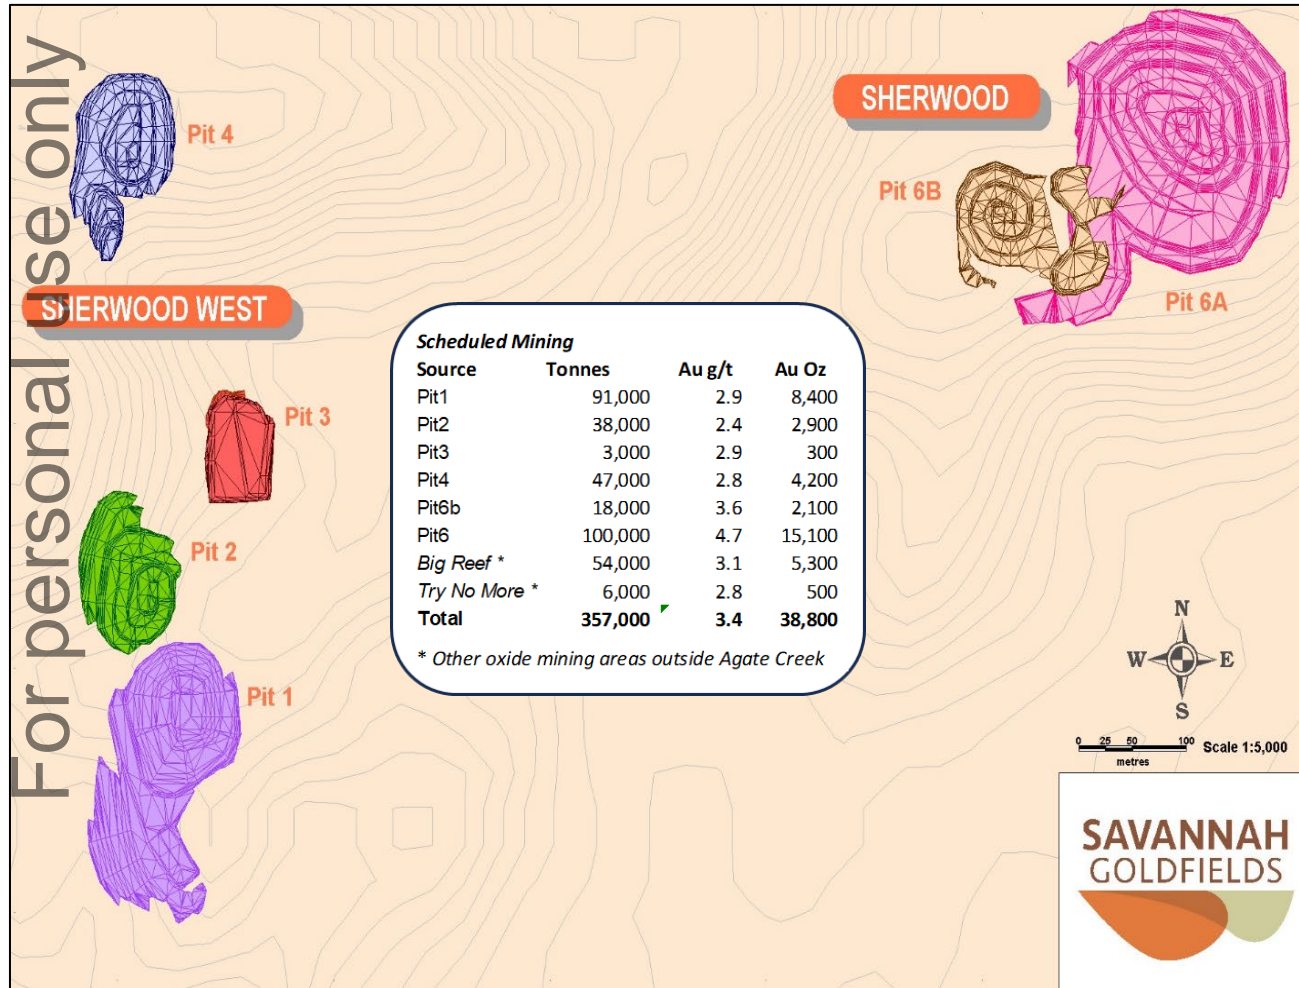 For personal use only
SHERWOOD
Pit 4
Pit 6B
Pit 6A
SHERWOOD WEST
Pit 3
Pit 2
Pit 1
Scheduled Mining
Source Tonnes Au g/t Au Oz
Pit1 91,000 2.9 8,400
Pit2 38,000 2.4 2,900
Pit3 3,000 2.9 300
Pit4 47,000 2.8 4,200
Pit6b 18,000 3.6 2,100
Pit6 100,000 4.7 15,100
Big Reef * 54,000 3.1 5,300
Try No More * 6,000 2.8 500
Total 357,000 3.4 38,800
* Other oxide mining areas outside Agate Creek
N
W E
S
0 25 50 100
metres
Scale 1:5,000
SAVANNAH
GOLDFIELDS